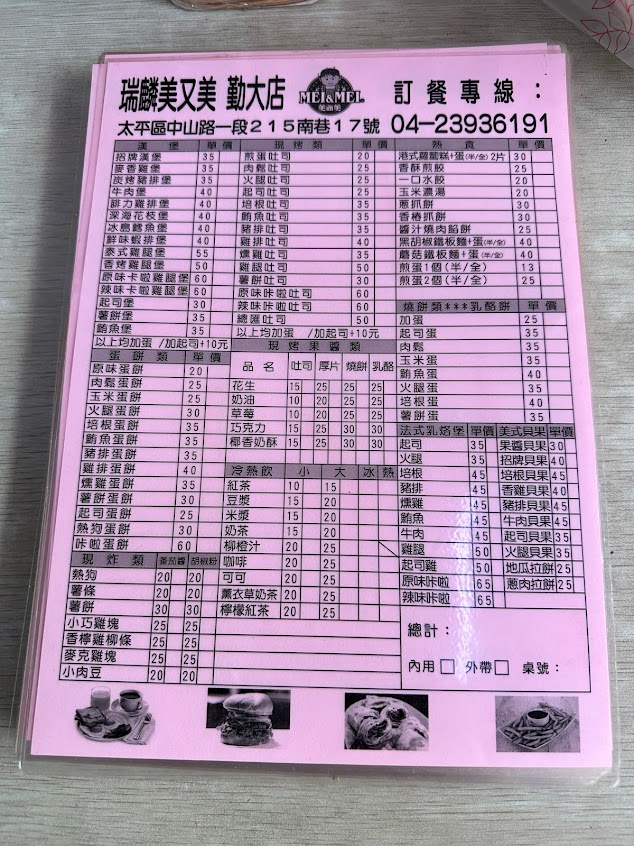 瑞麟美又美 勤大店 MEI&MEI 訂餐專線：
太平區中山路一段215南巷17號 04-23936191
漢堡 單價
招牌漢堡 35
麥香雞堡 35
炭烤豬排堡 35
牛肉堡 40
腓力雞排堡 40
深海花枝堡 40
冰島鱈魚堡 40
鮮味蝦排堡 40
泰式雞腿堡 55
香烤雞腿堡 50
原味卡啦雞腿堡 60
辣味卡啦雞腿堡 60
起司堡 30
薯餅堡 35
鮪魚堡 35
以上均加蛋 /加起司+10元
蛋餅類 單價
原味蛋餅 20
肉鬆蛋餅 25
玉米蛋餅 25
火腿蛋餅 30
培根蛋餅 35
鮪魚蛋餅 35
豬排蛋餅 35
雞排蛋餅 40
燻雞蛋餅 35
薯餅蛋餅 30
起司蛋餅 25
熱狗蛋餅 30
咔啦蛋餅 60
現炸類 番茄醬 胡椒粉
熱狗 20 20
薯條 20 20
薯餅 30 30
小巧雞塊 25 25
香檸雞柳條 25 25
麥克雞塊 25 25
小肉豆 20 20
現烤類 單價
煎蛋吐司 20
肉鬆吐司 25
火腿吐司 25
起司吐司 25
培根吐司 35
鮪魚吐司 35
豬排吐司 35
雞排吐司 40
燻雞吐司 35
雞腿吐司 50
薯餅吐司 30
原味咔啦吐司 60
辣味咔啦吐司 60
總匯吐司 50
以上均加蛋 /加起司+10元
現烤果醬類
品名 吐司 厚片 燒餅 乳酪
花生 15 25 25 25
奶油 10 20 20 20
草莓 10 20 20 20
巧克力 15 25 30 30
椰香奶酥 15 25 30 30
冷熱飲 小 大 冰 熱
紅茶 10 15
豆漿 15 20
米漿 15 20
奶茶 15 20
柳橙汁 20 25
咖啡 20 25
可可 20 25
薰衣草奶茶 20 25
檸檬紅茶 20 25
熱食 單價
港式蘿蔔糕+蛋(半/全)2片 30
香酥煎餃 25
一口水餃 20
玉米濃湯 20
蔥抓餅 30
香椿抓餅 30
醬汁燒肉餡餅 25
黑胡椒鐵板麵+蛋(半/全) 40
蘑菇鐵板麵+蛋(半/全) 40
煎蛋1個(半/全) 13
煎蛋2個(半/全) 25
燒餅類***乳酪餅 單價
加蛋 25
起司蛋 35
肉鬆 35
玉米蛋 35
鮪魚蛋 40
火腿蛋 35
培根蛋 40
薯餅蛋 35
法式乳烙堡 單價
起司 35
火腿 35
培根 45
豬排 45
燻雞 45
鮪魚 45
牛肉 45
雞腿 50
起司雞 50
原味咔啦 65
辣味咔啦 65
美式貝果 單價
果醬貝果 30
招牌貝果 40
培根貝果 45
香雞貝果 40
豬排貝果 45
牛肉貝果 45
起司貝果 35
火腿貝果 35
地瓜拉餅 25
蔥肉拉餅 25
總計：
內用□ 外帶□ 桌號：